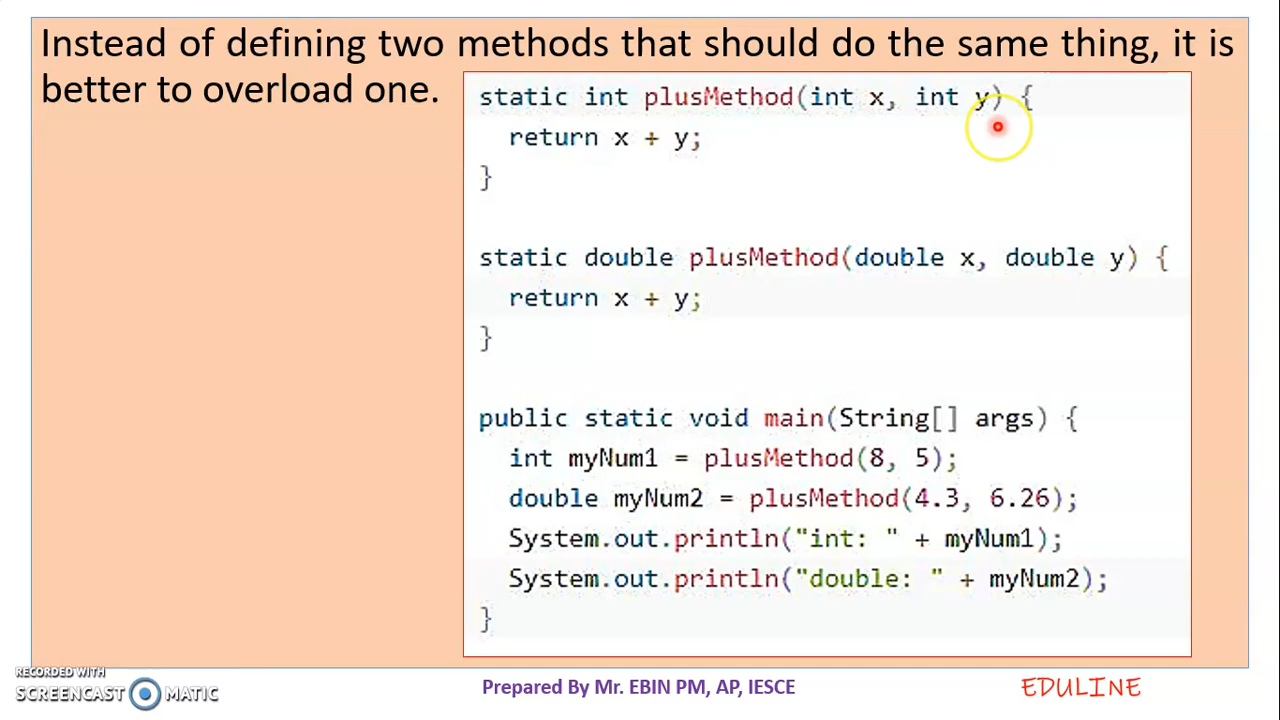 Instead of defining two methods that should do the same thing, it is
better to overload one.
static int plusMethod(int x, int y) {
  return x + y;
}
static double plusMethod(double x, double y) {
  return x + y;
}
public static void main(String[] args) {
  int myNum1 = plusMethod(8, 5);
  double myNum2 = plusMethod(4.3, 6.26);
  System.out.println("int: " + myNum1);
  System.out.println("double: " + myNum2);
}
RECORDED WITH
SCREENCAST MATIC
Prepared By Mr. EBIN PM, AP, IESCE
EDULINE